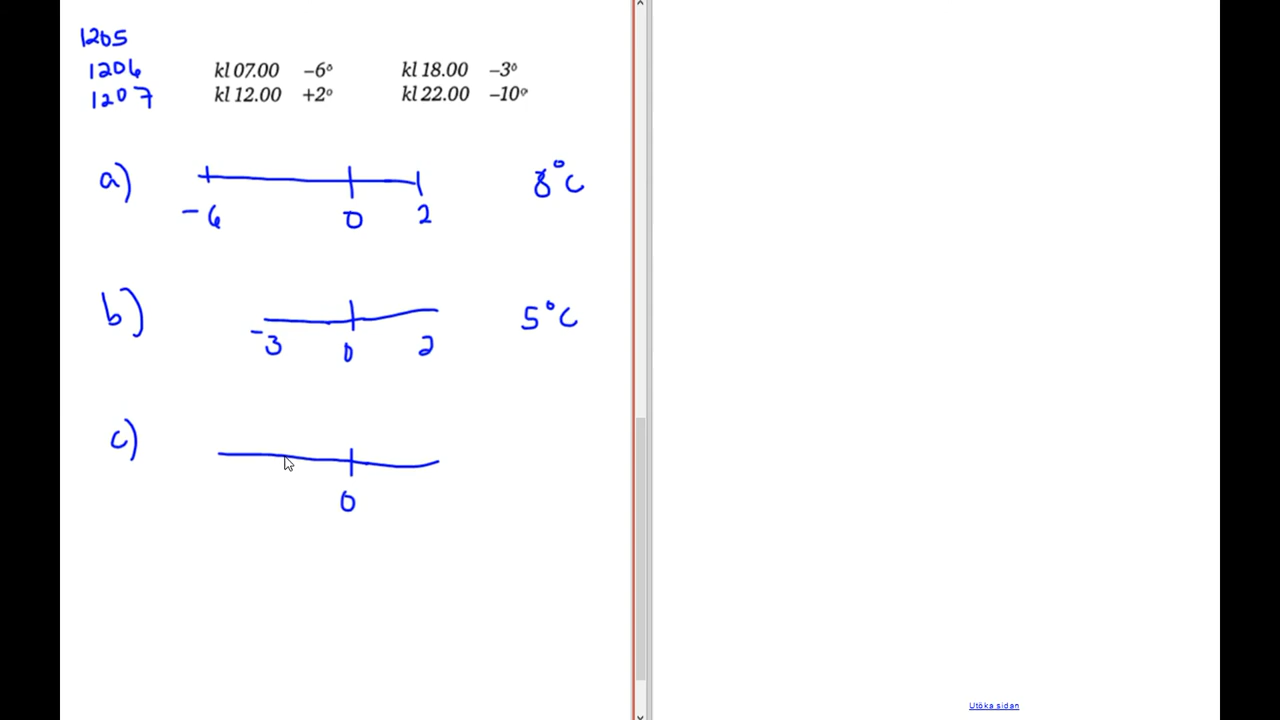 1205
1206
1207
kl 07.00 –6° kl 18.00 –3°
kl 12.00 +2° kl 22.00 –10°
a)
-6 0 2 8°C
b)
-3 0 2 5°C
c)
0
Utöka sidan